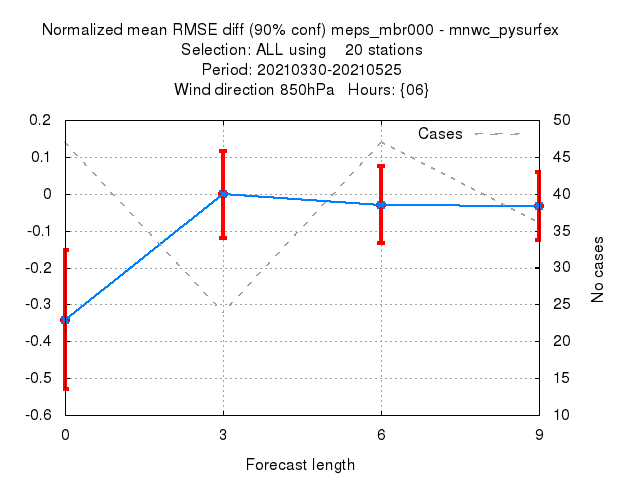 Normalized mean RMSE diff (90% conf) meps_mbr000 - mnwc_pysurfex
Selection: ALL using 20 stations
Period: 20210330-20210525
Wind direction 850hPa Hours: {06}
Cases
0.2
0.1
0
-0.1
-0.2
-0.3
-0.4
-0.5
-0.6
50
45
40
35
30
25
20
15
10
No cases
0 3 6 9
Forecast length